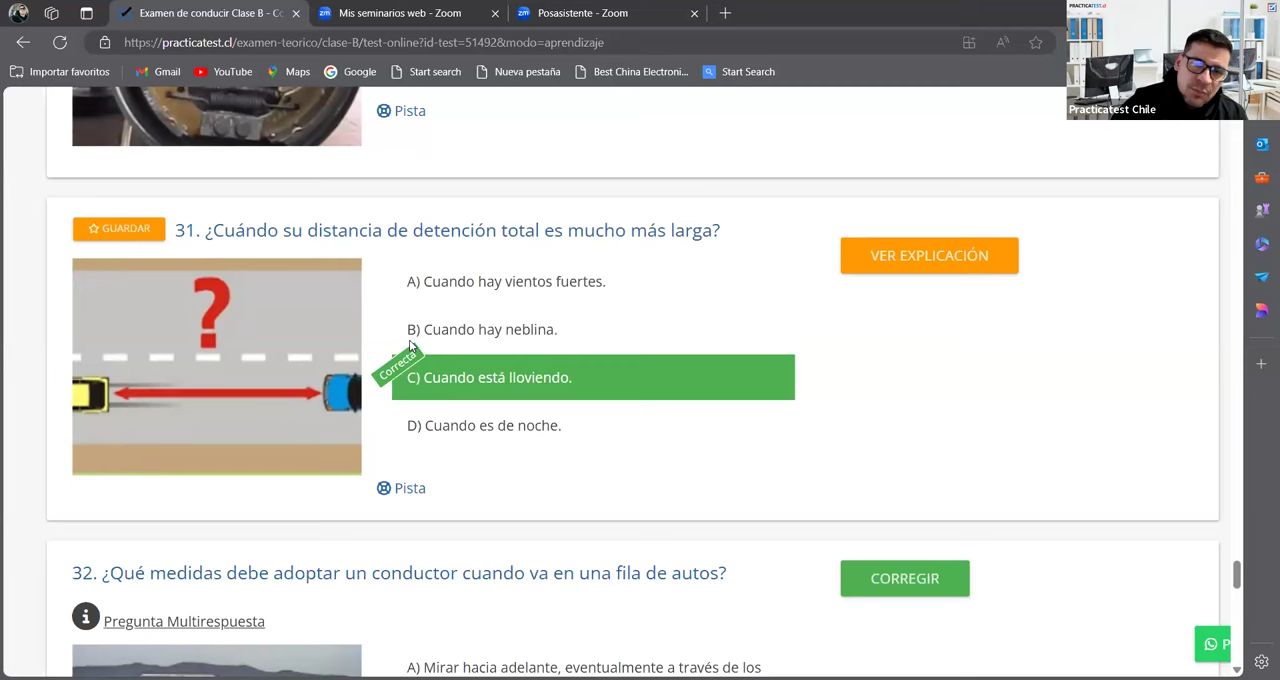 Examen de conducir Clase B - Co
Mis seminarios web - Zoom
Posasistente - Zoom
https://practicatest.cl/examen-teorico/clase-B/test-online?id-test=51492&modo=aprendizaje
Importar favoritos
Gmail
YouTube
Maps
Google
Start search
Nueva pestaña
Best China Electroni...
Start Search
PRACTICATEST.CL
Practicatest Chile
Pista
GUARDAR
31. ¿Cuándo su distancia de detención total es mucho más larga?
VER EXPLICACIÓN
?
A) Cuando hay vientos fuertes.
B) Cuando hay neblina.
Correcta
C) Cuando está lloviendo.
D) Cuando es de noche.
Pista
32. ¿Qué medidas debe adoptar un conductor cuando va en una fila de autos?
CORREGIR
Pregunta Multirespuesta
P
A) Mirar hacia adelante, eventualmente a través de los